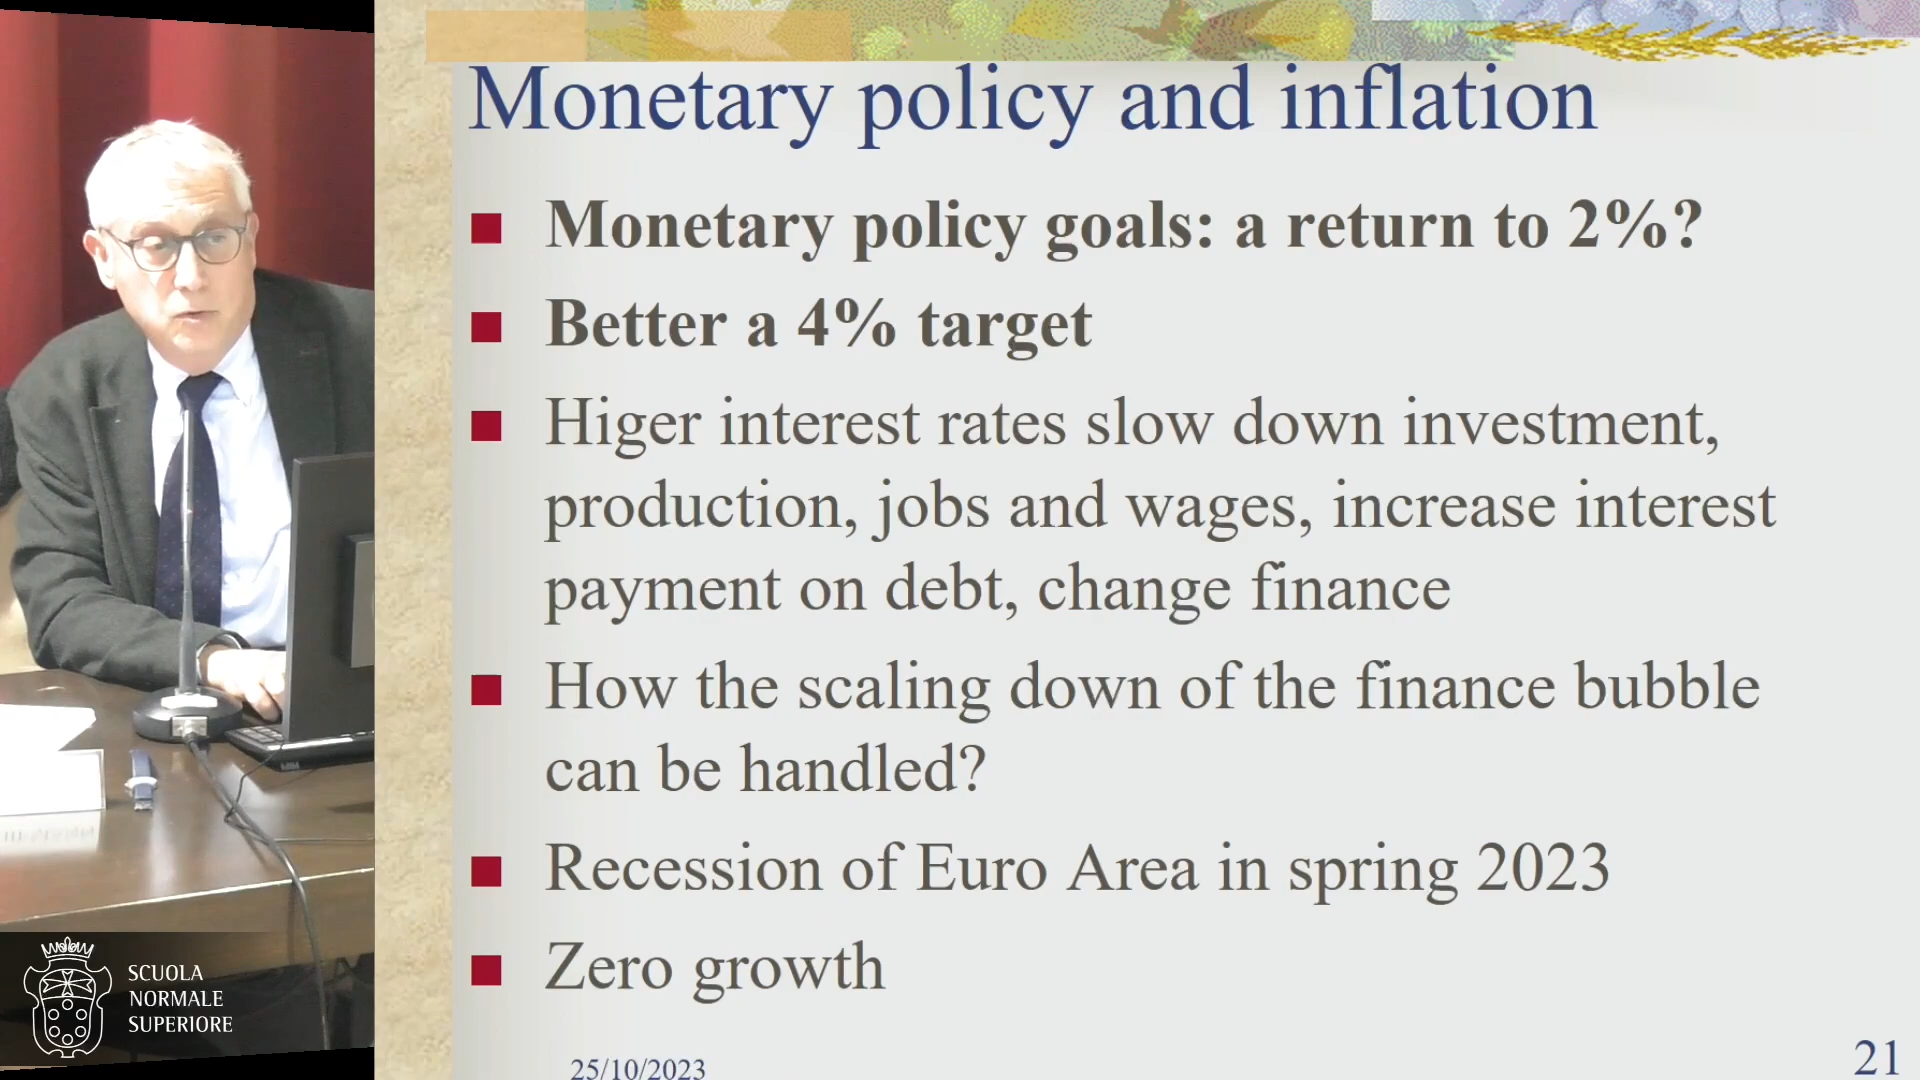 Monetary policy and inflation
Monetary policy goals: a return to 2%?
Better a 4% target
Higer interest rates slow down investment,
production, jobs and wages, increase interest
payment on debt, change finance
How the scaling down of the finance bubble
can be handled?
Recession of Euro Area in spring 2023
Zero growth
25/10/2023
21
SCUOLA
NORMALE
SUPERIORE